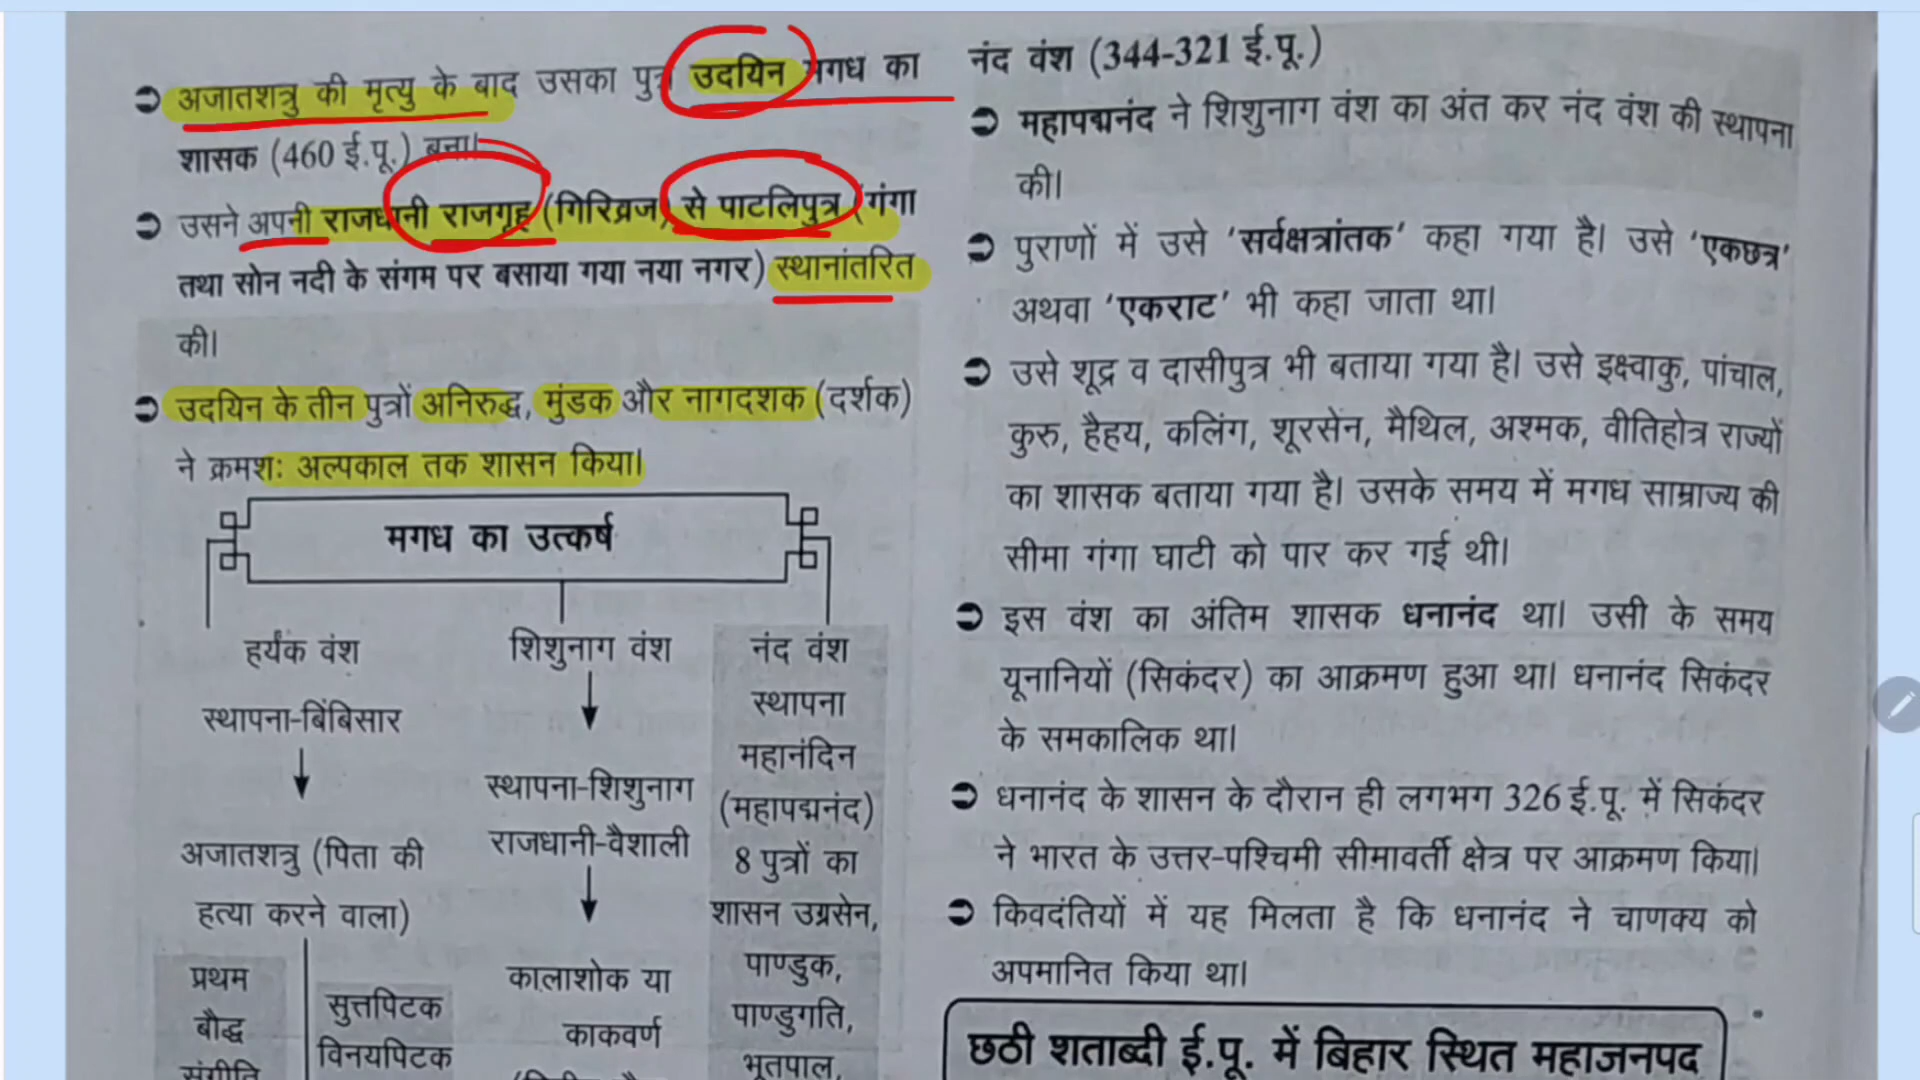 अजातशत्रु की मृत्यु के बाद उसका पुत्र उदयिन मगध का
शासक (460 ई.पू.) बना।
उसने अपनी राजधानी राजगृह (गिरिव्रज) से पाटलिपुत्र (गंगा
तथा सोन नदी के संगम पर बसाया गया नया नगर) स्थानांतरित
की।
उदयिन के तीन पुत्रों अनिरुद्ध, मुंडक और नागदशक (दर्शक)
ने क्रमशः अल्पकाल तक शासन किया।
मगध का उत्कर्ष
हर्यंक वंश
स्थापना-बिंबिसार
अजातशत्रु (पिता की
हत्या करने वाला)
प्रथम
बौद्ध
संगीति
सुत्तपिटक
विनयपिटक
शिशुनाग वंश
स्थापना-शिशुनाग
राजधानी-वैशाली
कालाशोक या
काकवर्ण
नंद वंश
स्थापना
महानंदिन
(महापद्मनंद)
8 पुत्रों का
शासन उग्रसेन,
पाण्डुक,
पाण्डुगति,
भूतपाल,
नंद वंश (344-321 ई.पू.)
महापद्मनंद ने शिशुनाग वंश का अंत कर नंद वंश की स्थापना
की।
पुराणों में उसे 'सर्वक्षत्रांतक' कहा गया है। उसे 'एकछत्र'
अथवा 'एकराट' भी कहा जाता था।
उसे शूद्र व दासीपुत्र भी बताया गया है। उसे इक्ष्वाकु, पांचाल,
कुरु, हैहय, कलिंग, शूरसेन, मैथिल, अश्मक, वीतिहोत्र राज्यों
का शासक बताया गया है। उसके समय में मगध साम्राज्य की
सीमा गंगा घाटी को पार कर गई थी।
इस वंश का अंतिम शासक धनानंद था। उसी के समय
यूनानियों (सिकंदर) का आक्रमण हुआ था। धनानंद सिकंदर
के समकालिक था।
धनानंद के शासन के दौरान ही लगभग 326 ई.पू. में सिकंदर
ने भारत के उत्तर-पश्चिमी सीमावर्ती क्षेत्र पर आक्रमण किया।
किवदंतियों में यह मिलता है कि धनानंद ने चाणक्य को
अपमानित किया था।
छठी शताब्दी ई.पू. में बिहार स्थित महाजनपद